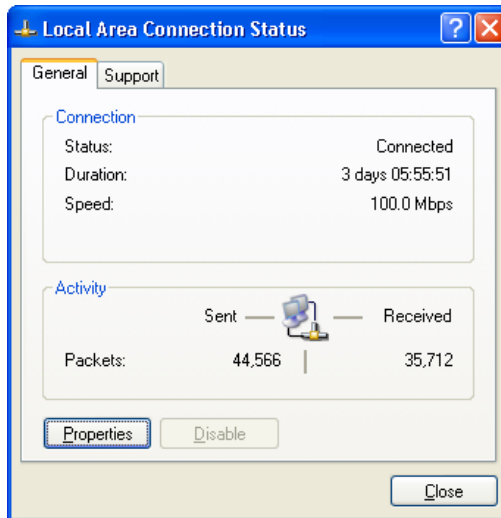 Local Area Connection Status
General Support
Connection
Status: Connected
Duration: 3 days 05:55:51
Speed: 100.0 Mbps
Activity
Sent Received
Packets: 44,566 35,712
Properties Disable
Close